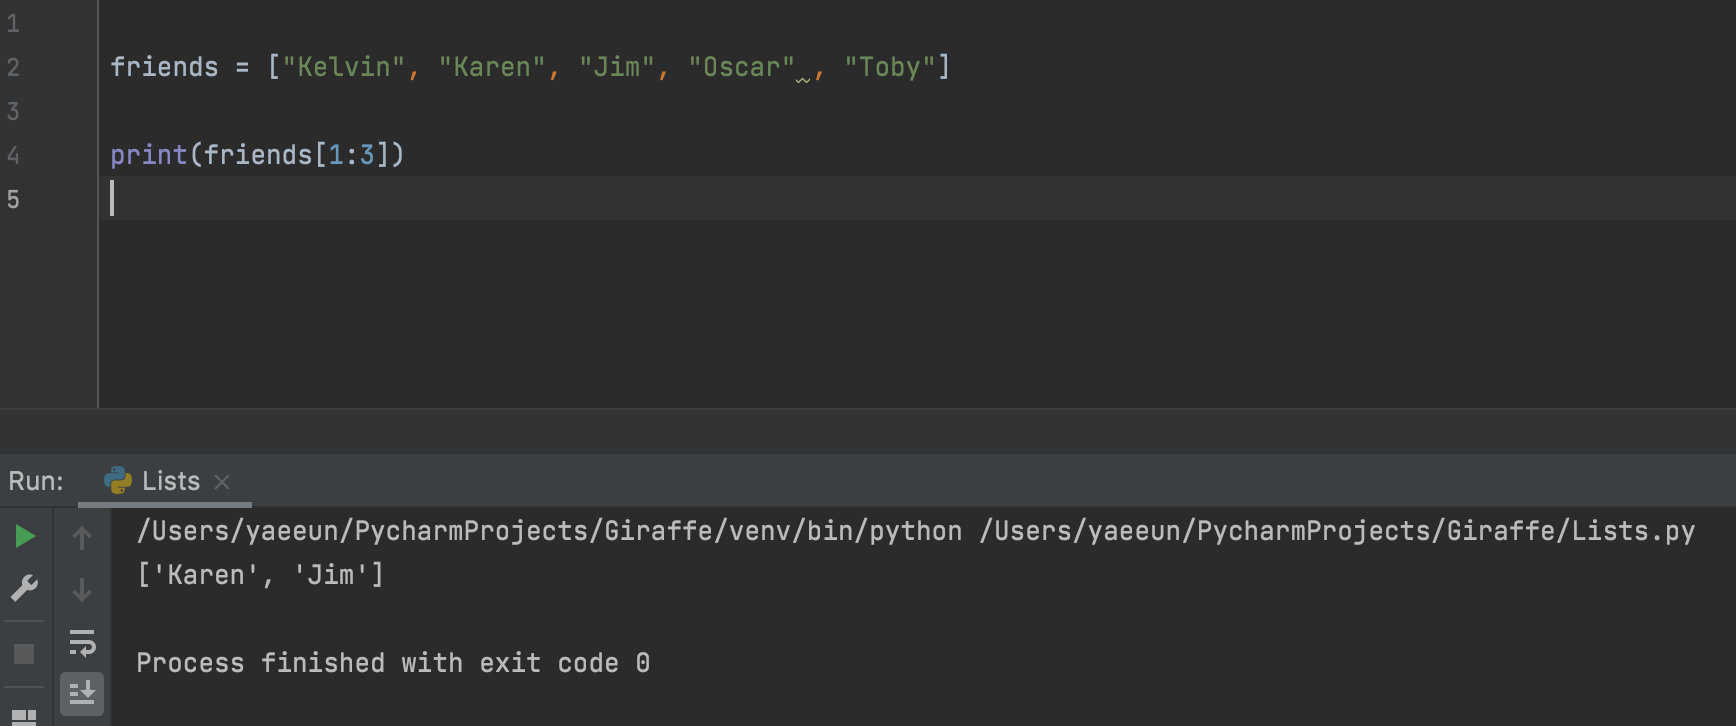 1
2 friends = ["Kelvin", "Karen", "Jim", "Oscar" , "Toby"]
3
4 print(friends[1:3])
5
Run: Lists
/Users/yaeeun/PycharmProjects/Giraffe/venv/bin/python /Users/yaeeun/PycharmProjects/Giraffe/Lists.py
['Karen', 'Jim']
Process finished with exit code 0